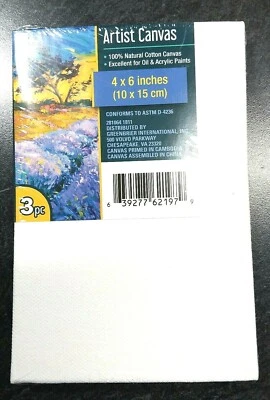 Artist Canvas
• 100% Natural Cotton Canvas
• Excellent for Oil & Acrylic Paints
4 x 6 inches
(10 x 15 cm)
CONFORMS TO ASTM D-4236
281064 1811
DISTRIBUTED BY
GREENBRIER INTERNATIONAL, INC.
500 VOLVO PARKWAY
CHESAPEAKE, VA 23320
CANVAS PRIMED IN CAMBODIA
CANVAS ASSEMBLED IN CHINA
3pc
6 39277 62197 9